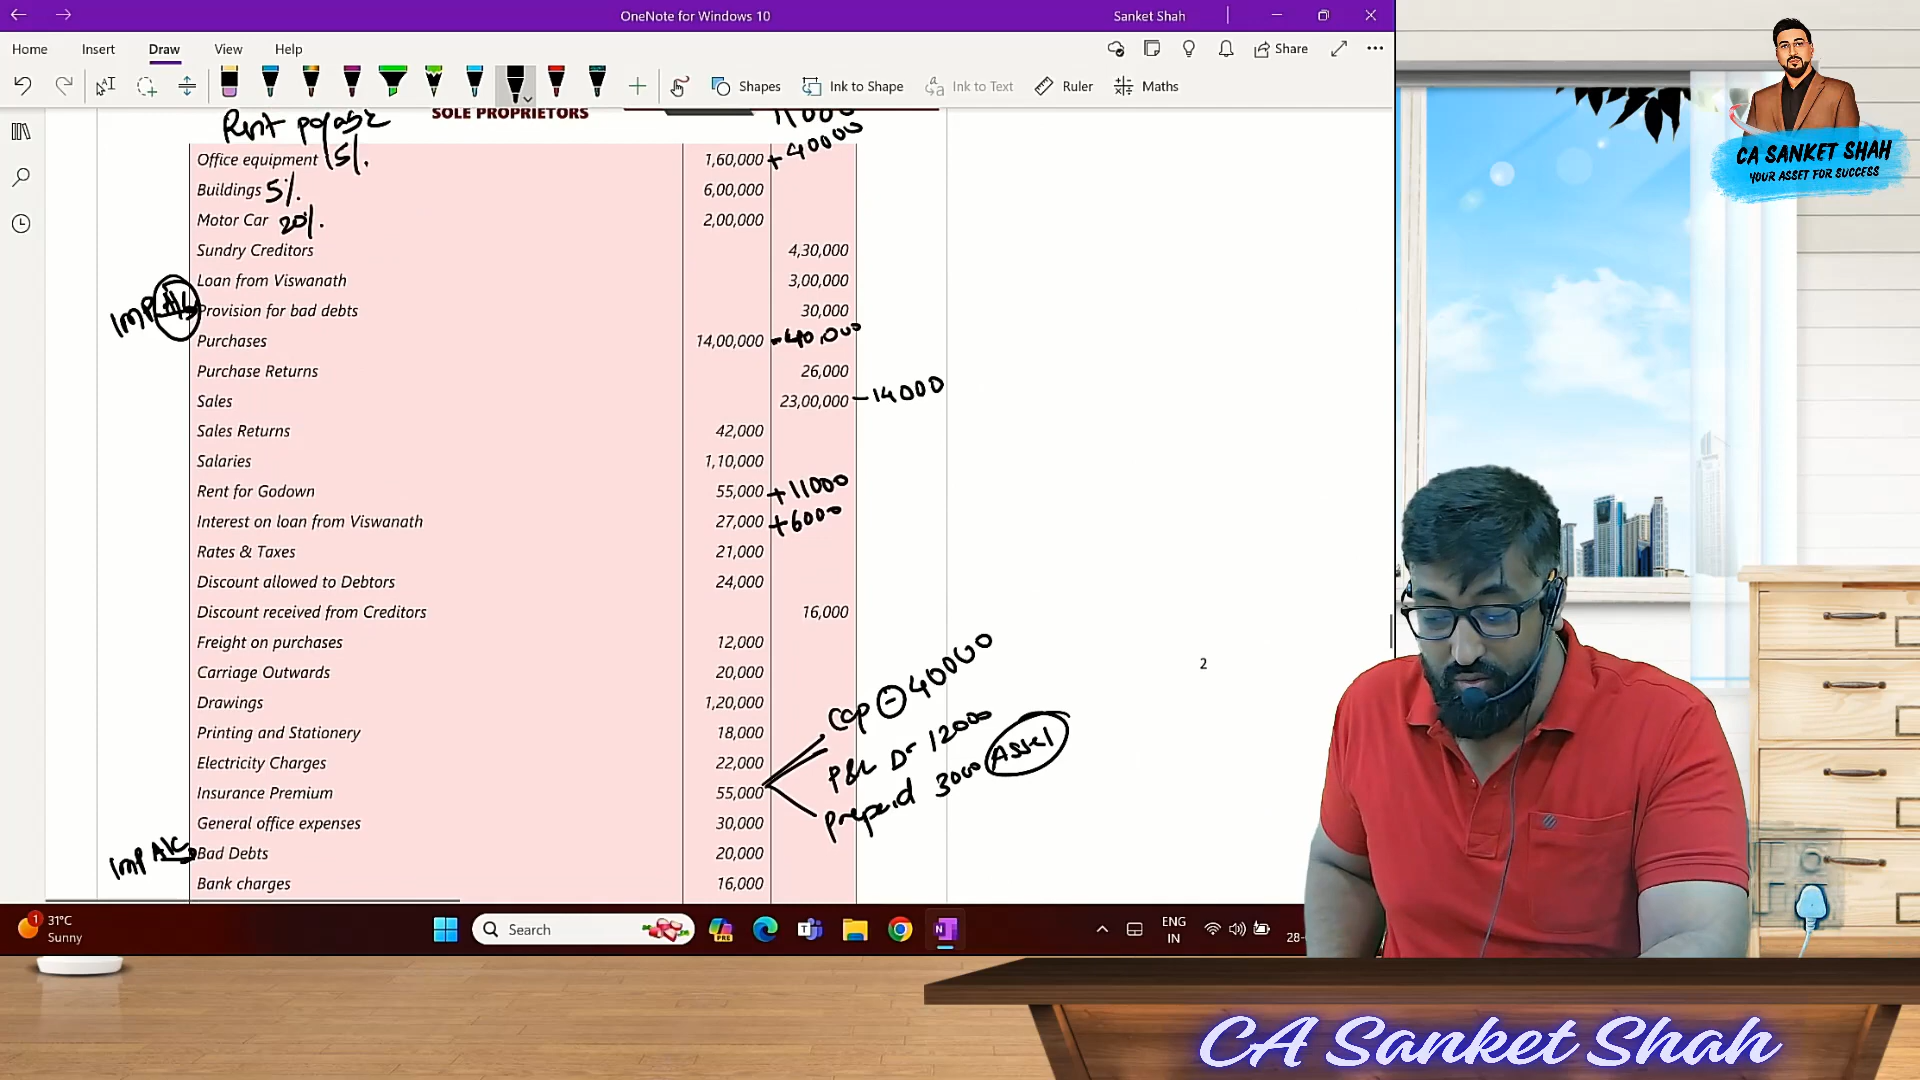 OneNote for Windows 10
Sanket Shah
Home Insert Draw View Help
Share
Shapes Ink to Shape Ink to Text Ruler Maths
SOLE PROPRIETORS
Rent payable
11000
Office equipment 15%. 1,60,000 +40000
Buildings 5%. 6,00,000
Motor Car 20%. 2,00,000
Sundry Creditors 4,30,000
Loan from Viswanath 3,00,000
Imp A/c Provision for bad debts 30,000
Purchases 14,00,000 -40,000
Purchase Returns 26,000
Sales 23,00,000 -14000
Sales Returns 42,000
Salaries 1,10,000
Rent for Godown 55,000 +11000
Interest on loan from Viswanath 27,000 +6000
Rates & Taxes 21,000
Discount allowed to Debtors 24,000
Discount received from Creditors 16,000
Freight on purchases 12,000
Carriage Outwards 20,000
Drawings 1,20,000
Printing and Stationery 18,000
Electricity Charges 22,000
Insurance Premium 55,000
General office expenses 30,000
Imp A/c Bad Debts 20,000
Bank charges 16,000
Cap - 40000
P&L Dr 12000
Prepaid 3000 Asset
2
1 31°C
Sunny
Search
PRE
ENG
IN
28-
CA SANKET SHAH
YOUR ASSET FOR SUCCESS
CA Sanket Shah